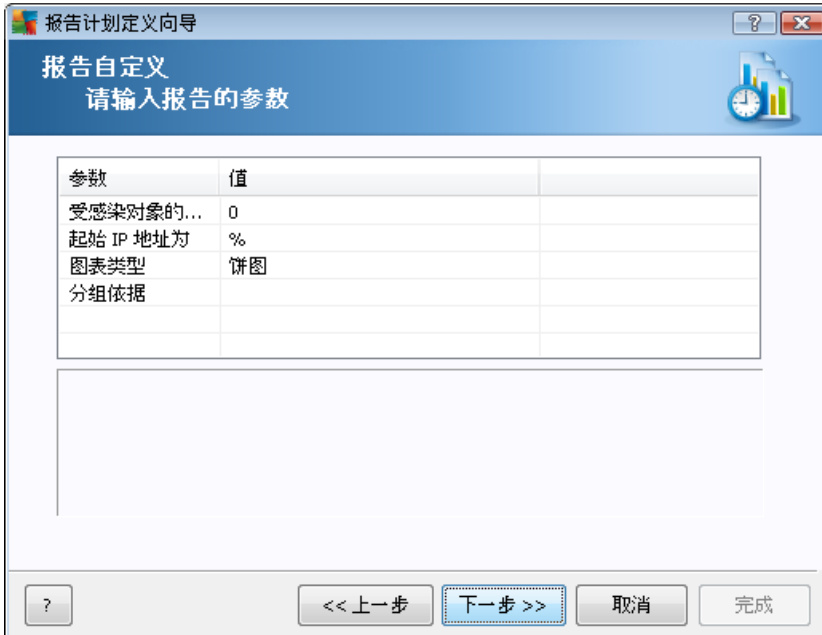 报告计划定义向导
?
报告自定义
请输入报告的参数
参数 值
受感染对象的... 0
起始 IP 地址为 %
图表类型 饼图
分组依据
? << 上一步 下一步 >> 取消 完成